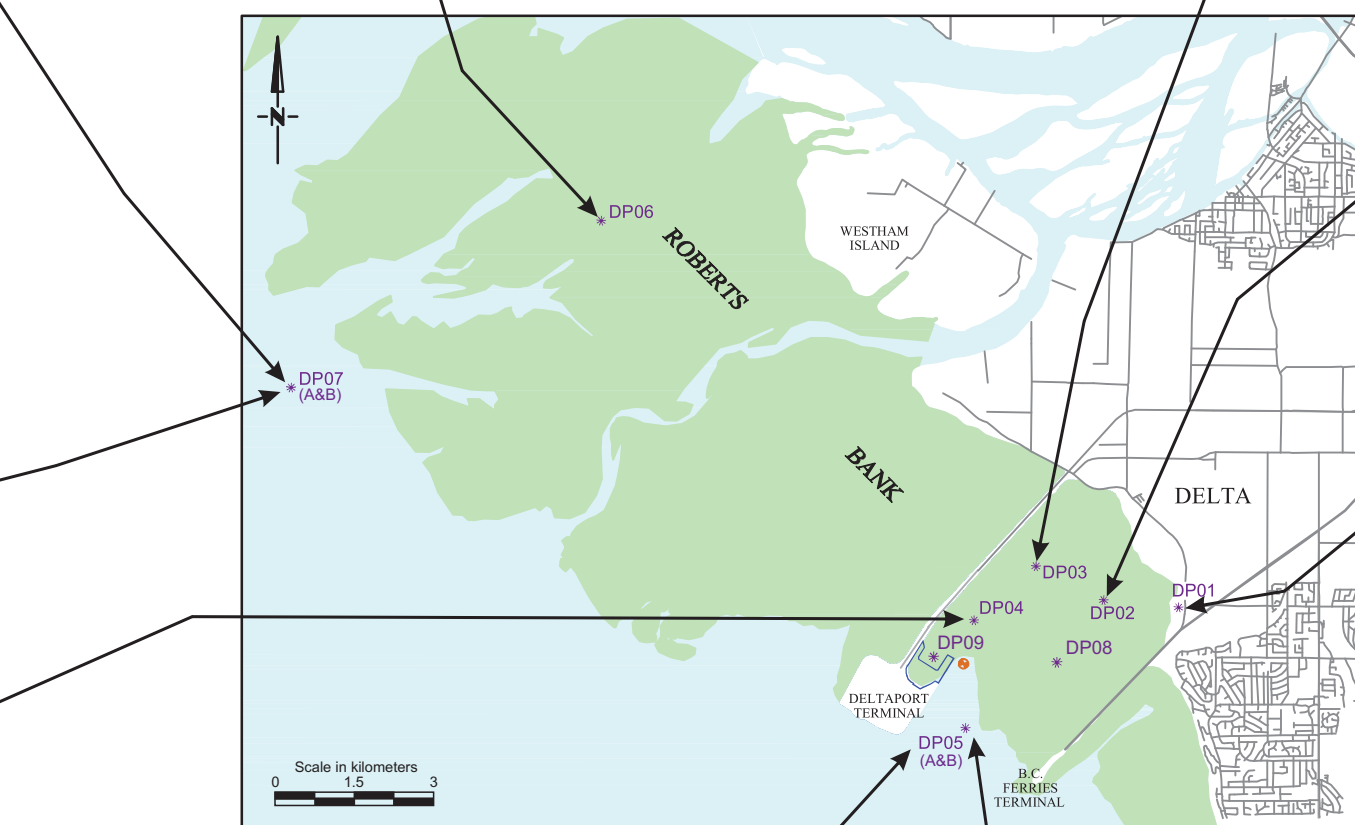 N
DP06
WESTHAM
ISLAND
ROBERTS
DP07
(A&B)
BANK
DELTA
DP03
DP01
DP02
DP04
DP09
DP08
DELTAPORT
TERMINAL
DP05
(A&B)
B.C.
FERRIES
TERMINAL
Scale in kilometers
0 1.5 3